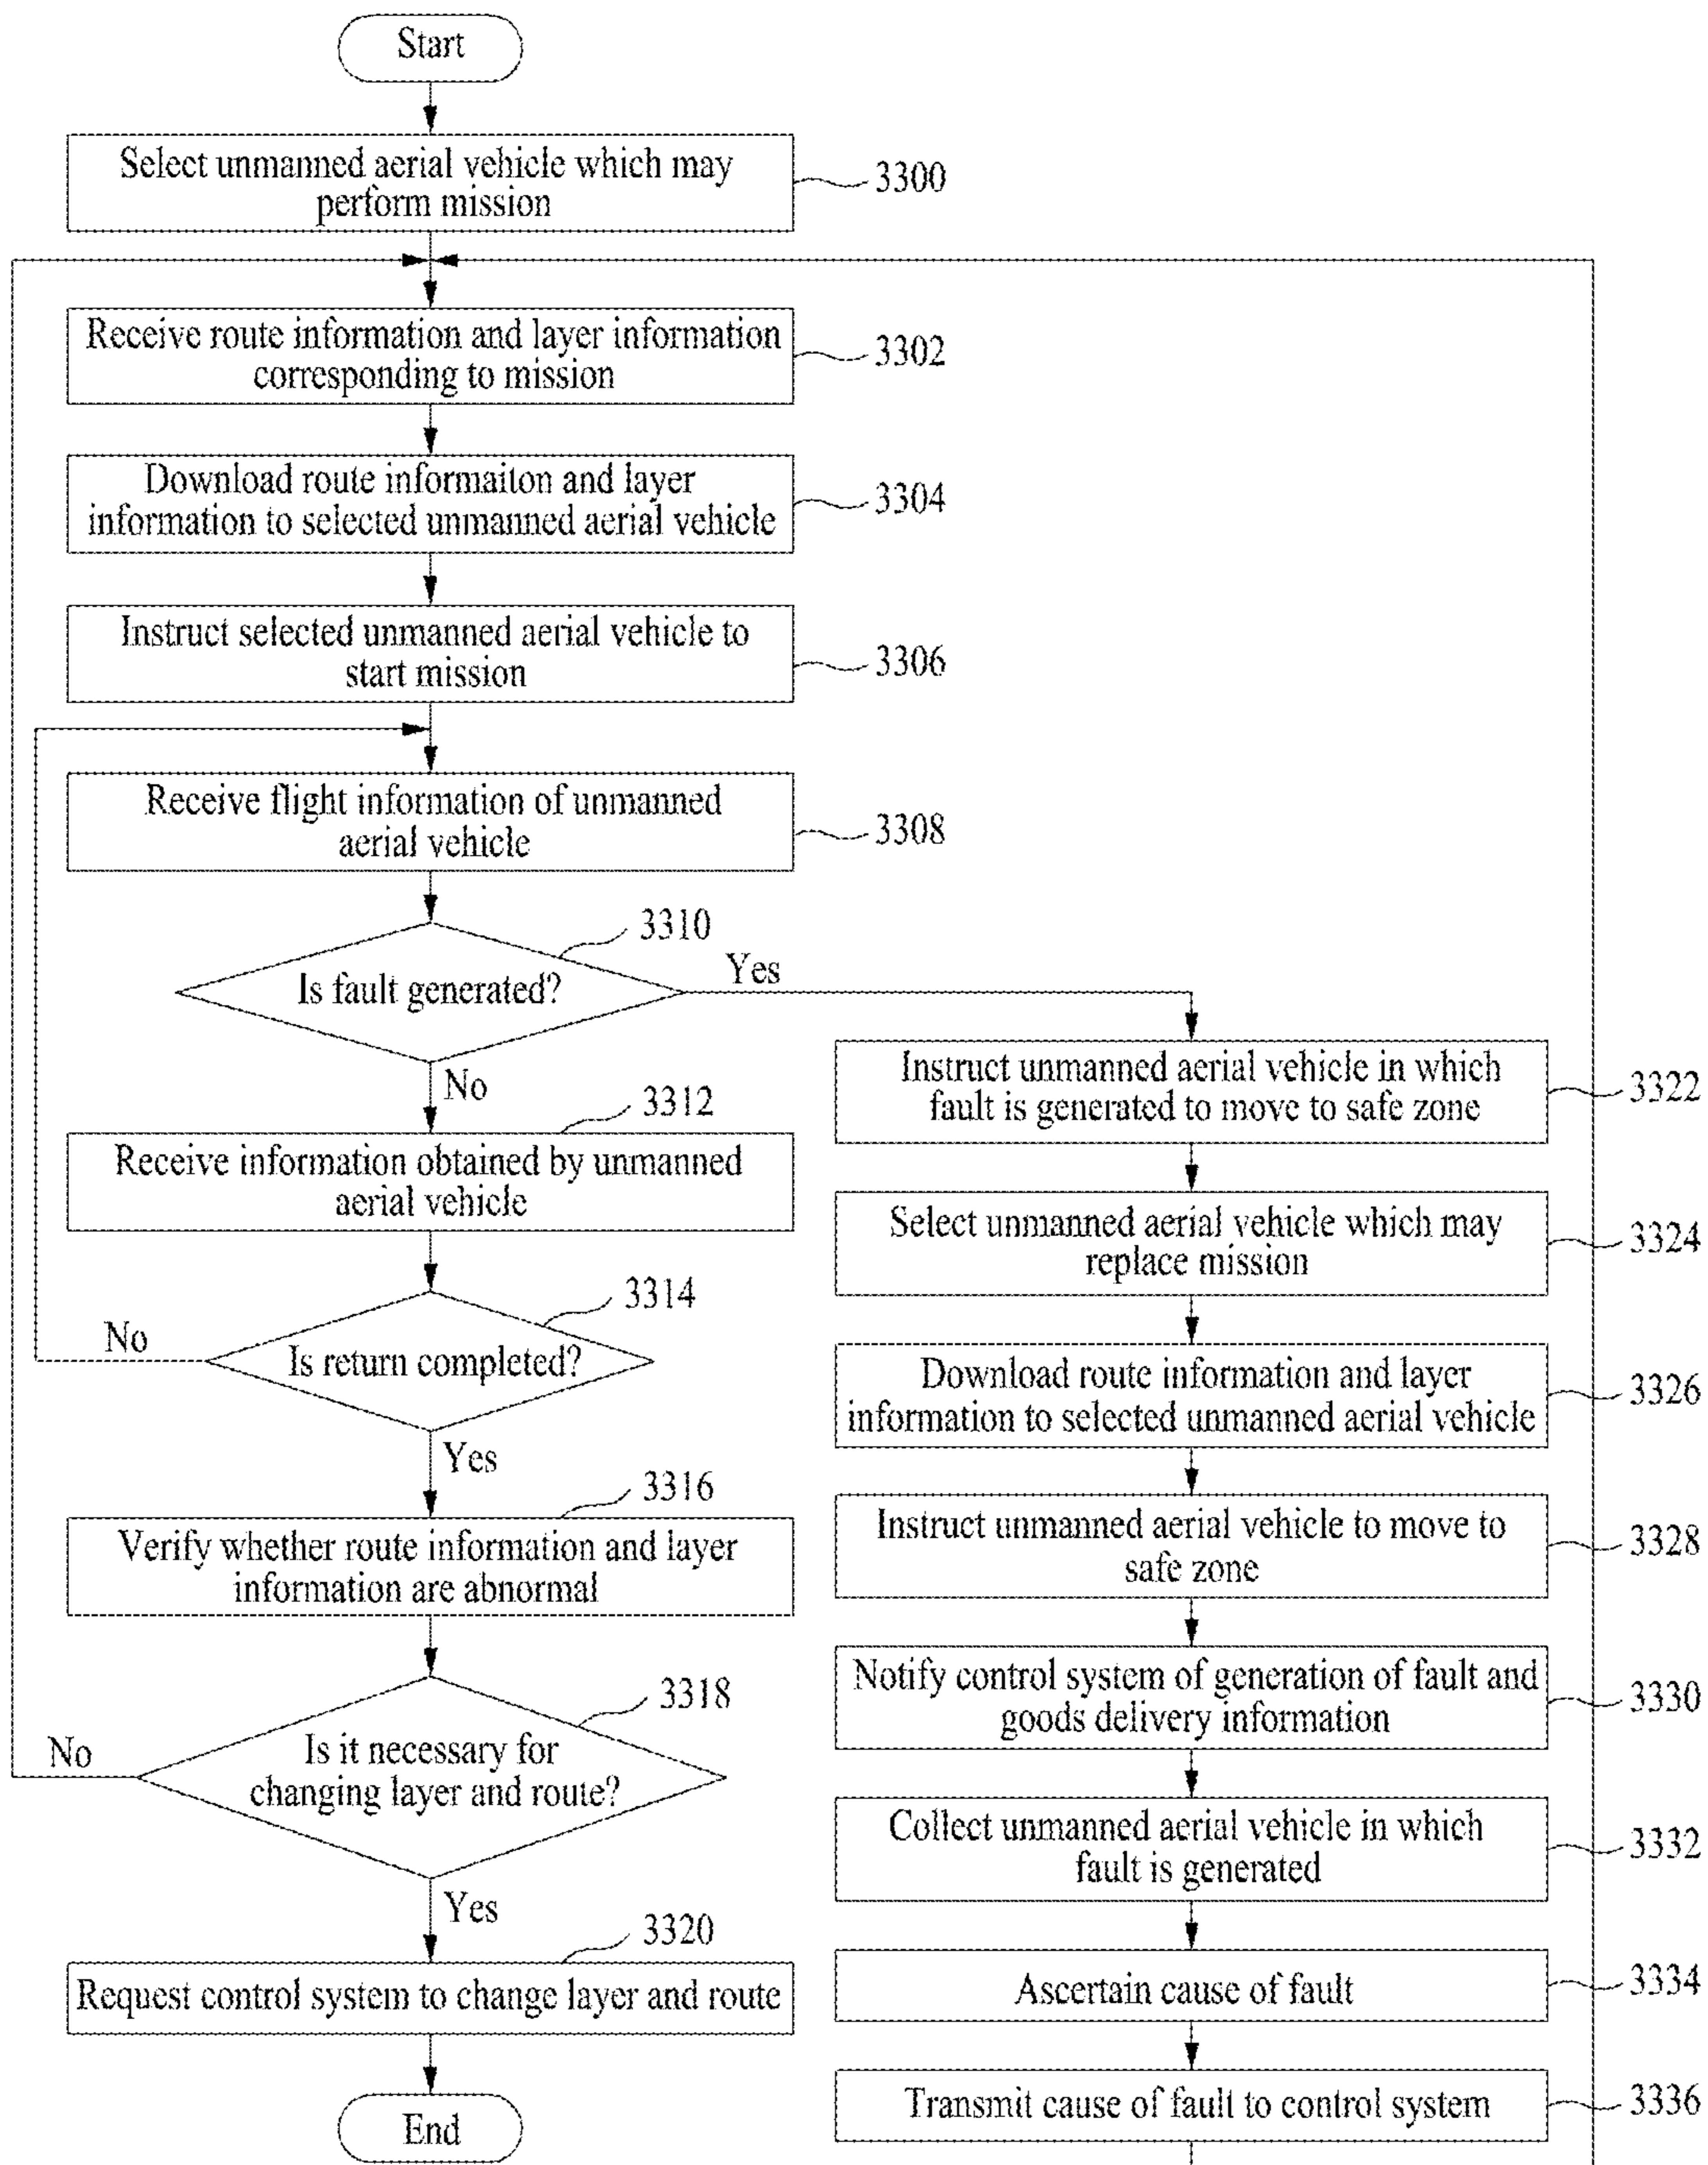 Start
Select unmanned aerial vehicle which may
perform mission
3300
Receive route information and layer information
corresponding to mission
3302
Download route informaiton and layer
information to selected unmanned aerial vehicle
3304
Instruct selected unmanned aerial vehicle to
start mission
3306
Receive flight information of unmanned
aerial vehicle
3308
3310
Is fault generated?
Yes
No
3312
Receive information obtained by unmanned
aerial vehicle
3314
Is return completed?
No
Yes
3316
Verify whether route information and layer
information are abnormal
3318
Is it necessary for
changing layer and route?
No
Yes
3320
Request control system to change layer and route
End
Instruct unmanned aerial vehicle in which
fault is generated to move to safe zone
3322
Select unmanned aerial vehicle which may
replace mission
3324
Download route information and layer
information to selected unmanned aerial vehicle
3326
Instruct unmanned aerial vehicle to move to
safe zone
3328
Notify control system of generation of fault and
goods delivery information
3330
Collect unmanned aerial vehicle in which
fault is generated
3332
Ascertain cause of fault
3334
Transmit cause of fault to control system
3336